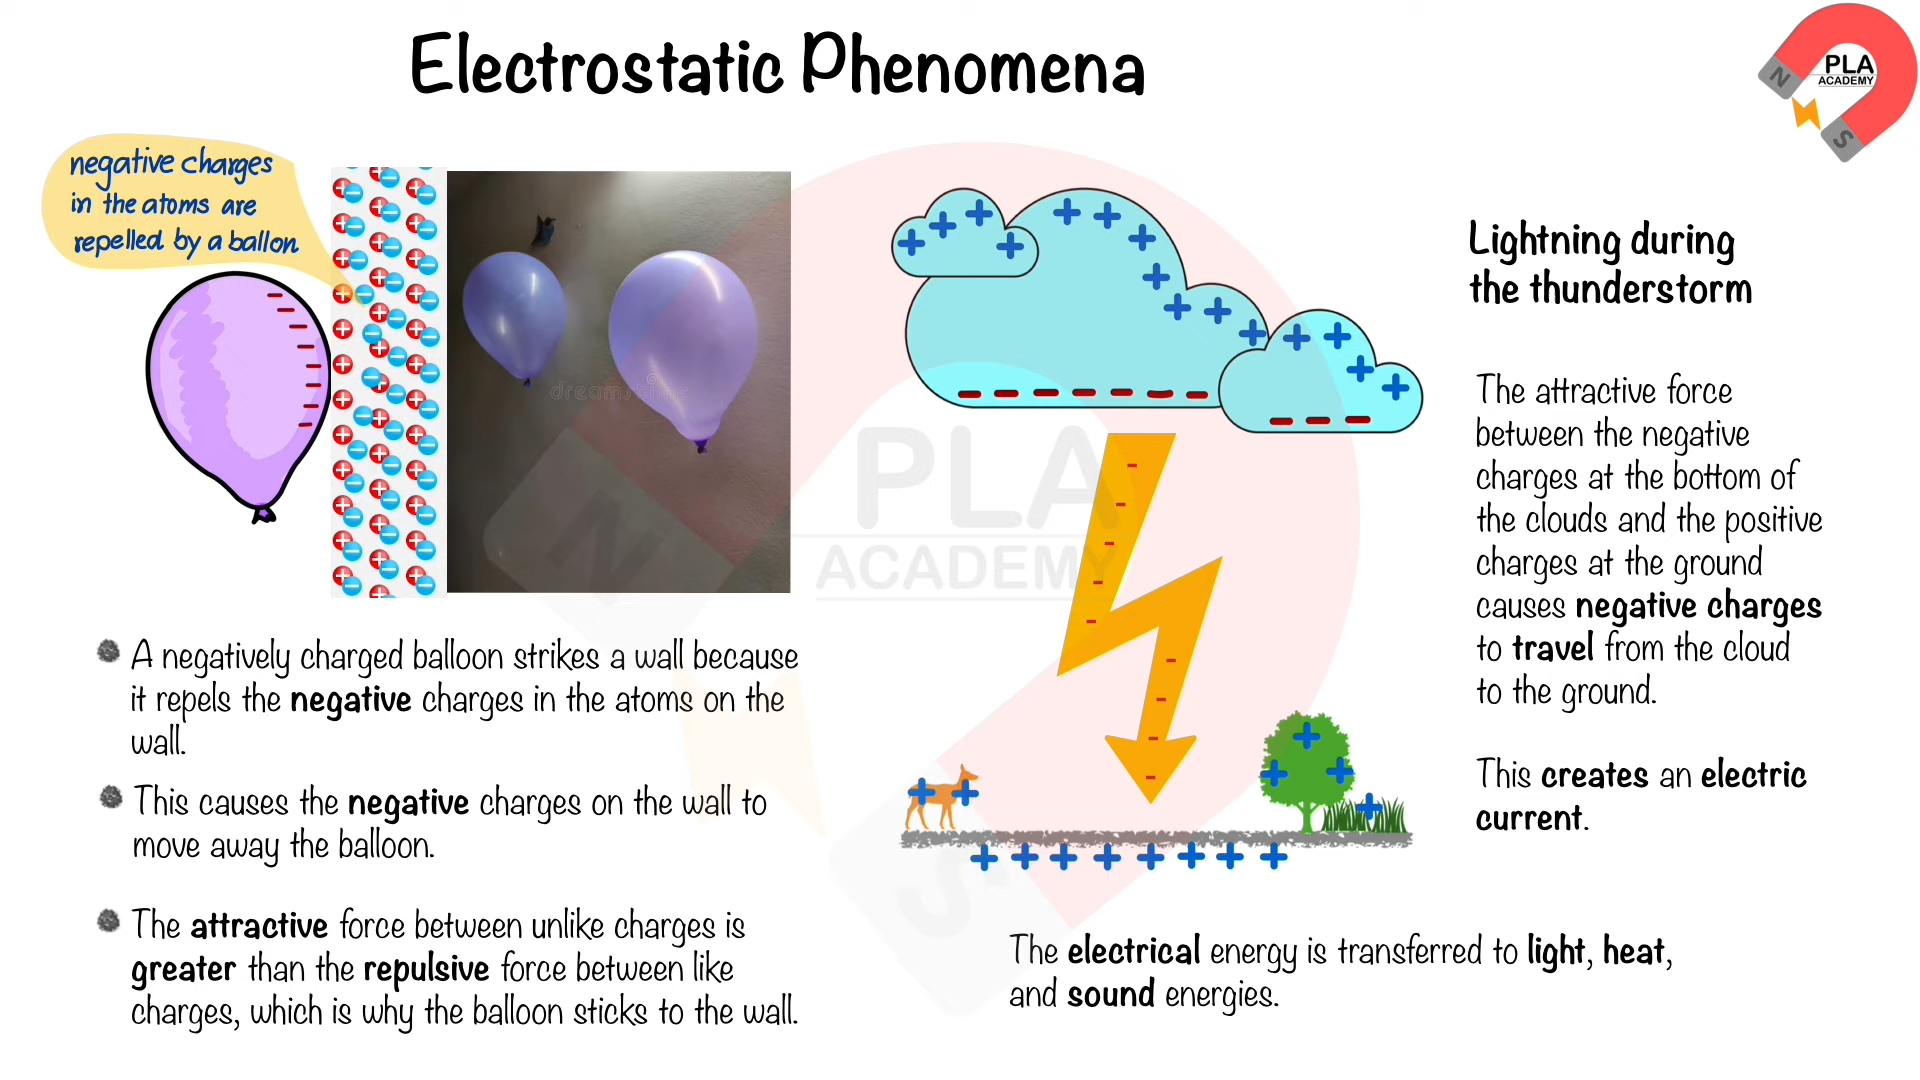 Electrostatic Phenomena
PLA
ACADEMY
N
S
negative charges
in the atoms are
repelled by a ballon
dreamstime
PLA
ACADEMY
N
S
A negatively charged balloon strikes a wall because
it repels the negative charges in the atoms on the
wall.
This causes the negative charges on the wall to
move away the balloon.
The attractive force between unlike charges is
greater than the repulsive force between like
charges, which is why the balloon sticks to the wall.
Lightning during
the thunderstorm
The attractive force
between the negative
charges at the bottom of
the clouds and the positive
charges at the ground
causes negative charges
to travel from the cloud
to the ground.
This creates an electric
current.
The electrical energy is transferred to light, heat,
and sound energies.